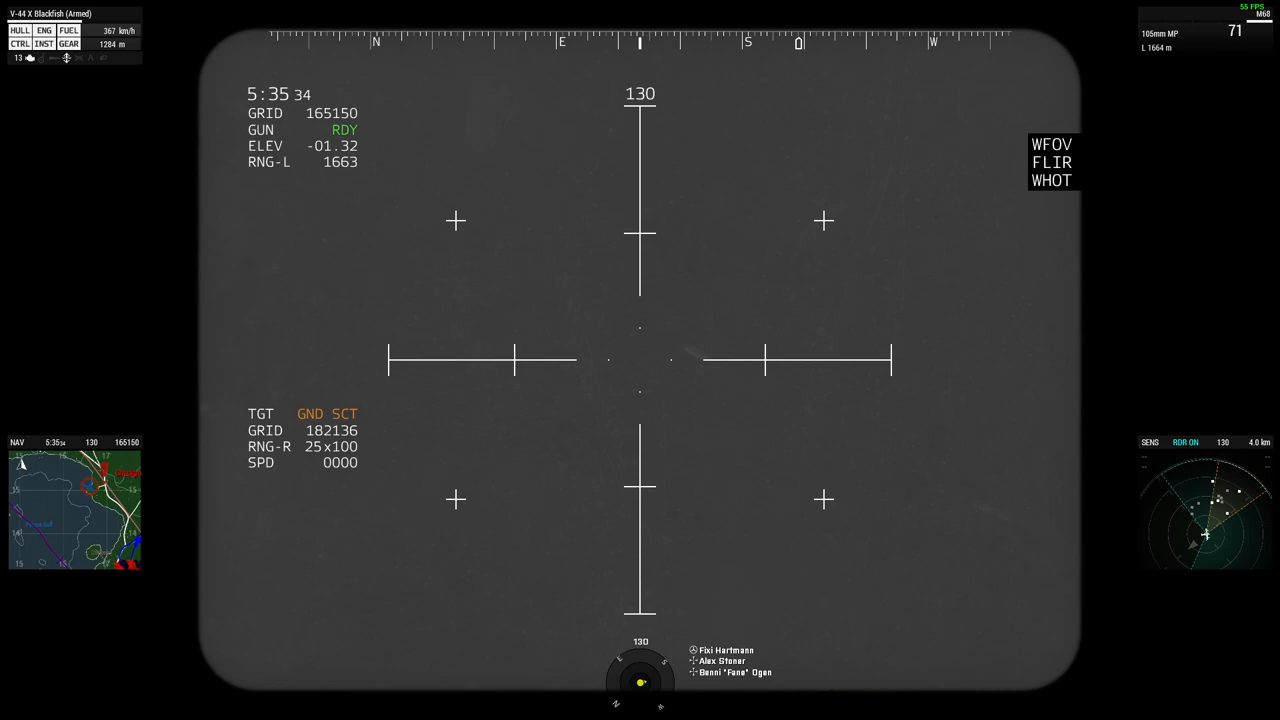 55 FPS
V-44 X Blackfish (Armed)
M68
HULL ENG FUEL 367 km/h
CTRL INST GEAR 1284 m
13
105mm MP 71
L 1664 m
N E S W
5:35 34
130
GRID 165150
GUN RDY
ELEV -01.32
RNG-L 1663
WFOV
FLIR
WHOT
TGT GND SCT
GRID 182136
RNG-R 25x100
SPD 0000
NAV 5:35 34 130 165150
SENS RDR ON 130 4.0 km
130
E S
N W
Fixi Hartmann
Alex Stoner
Benni "Fane" Ogen